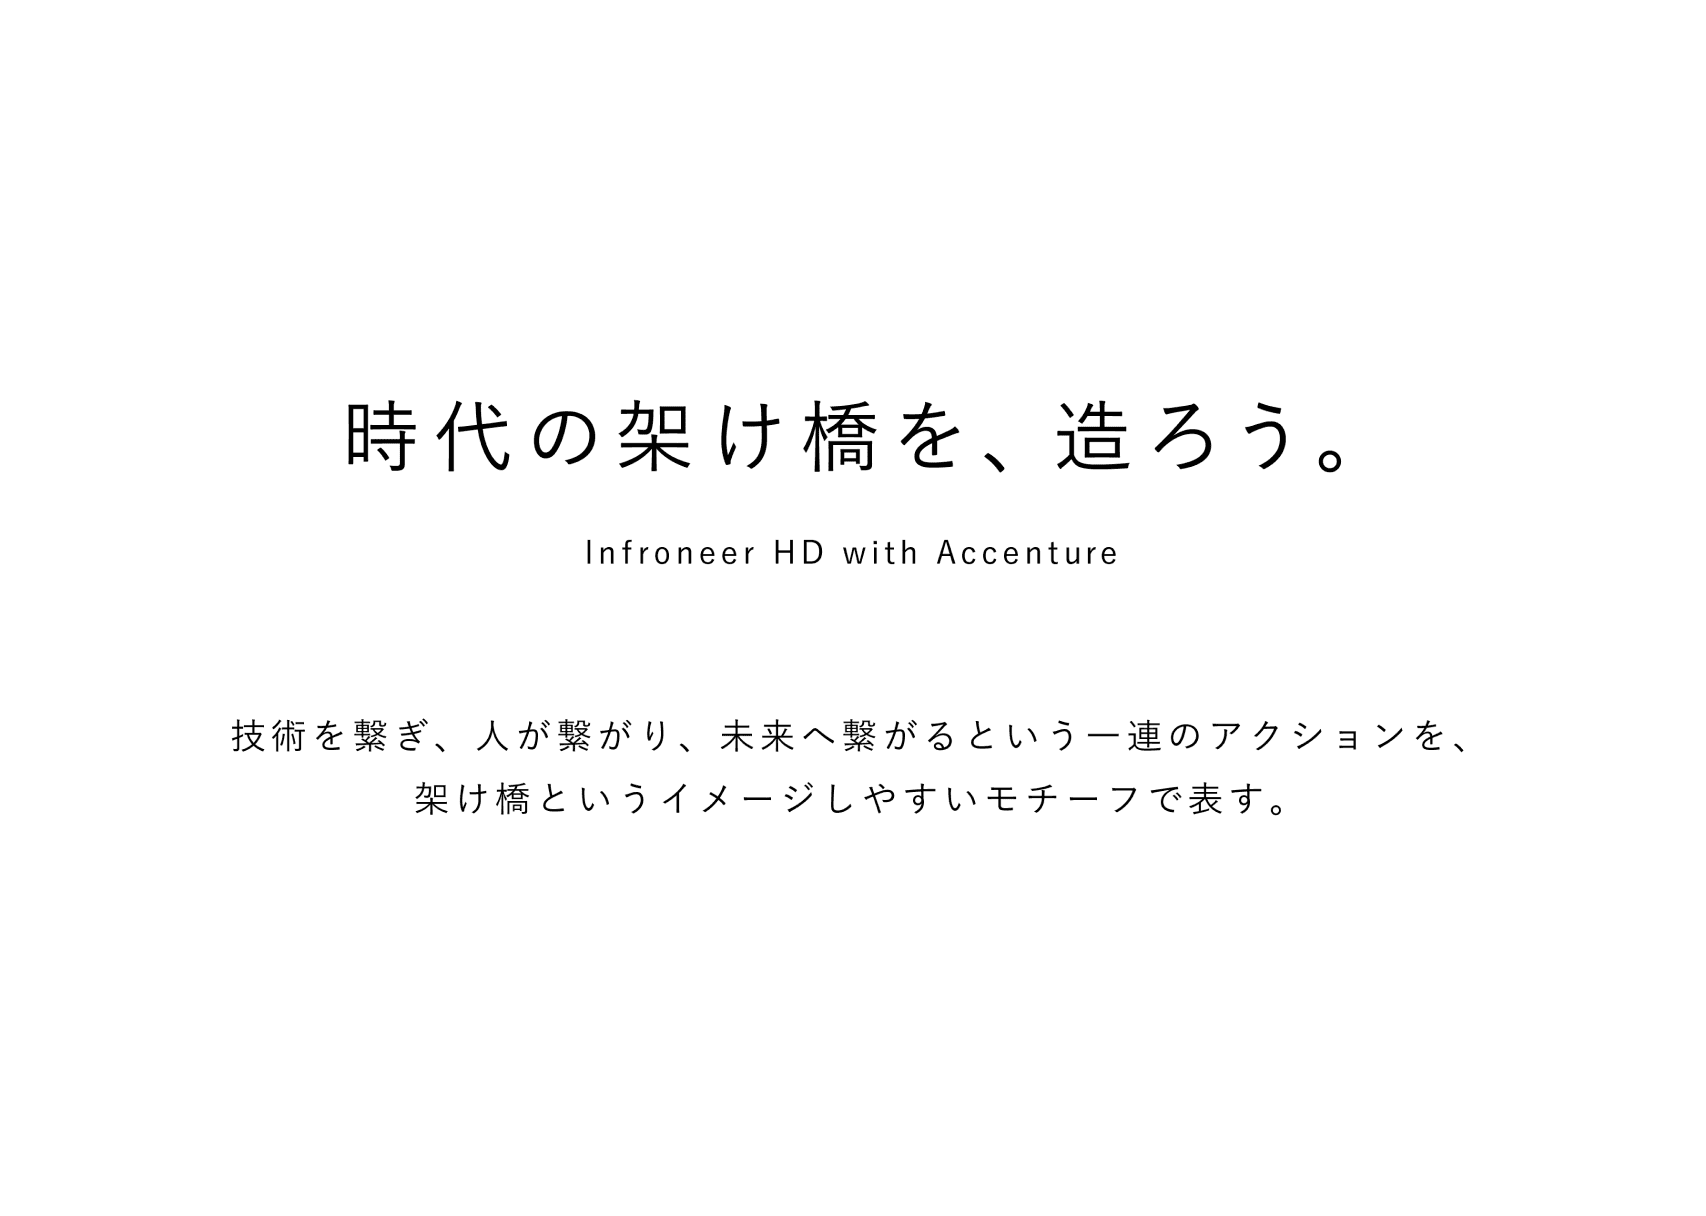 時代の架け橋を、造ろう。
Infroneer HD with Accenture
技術を繋ぎ、人が繋がり、未来へ繋がるという一連のアクションを、
架け橋というイメージしやすいモチーフで表す。